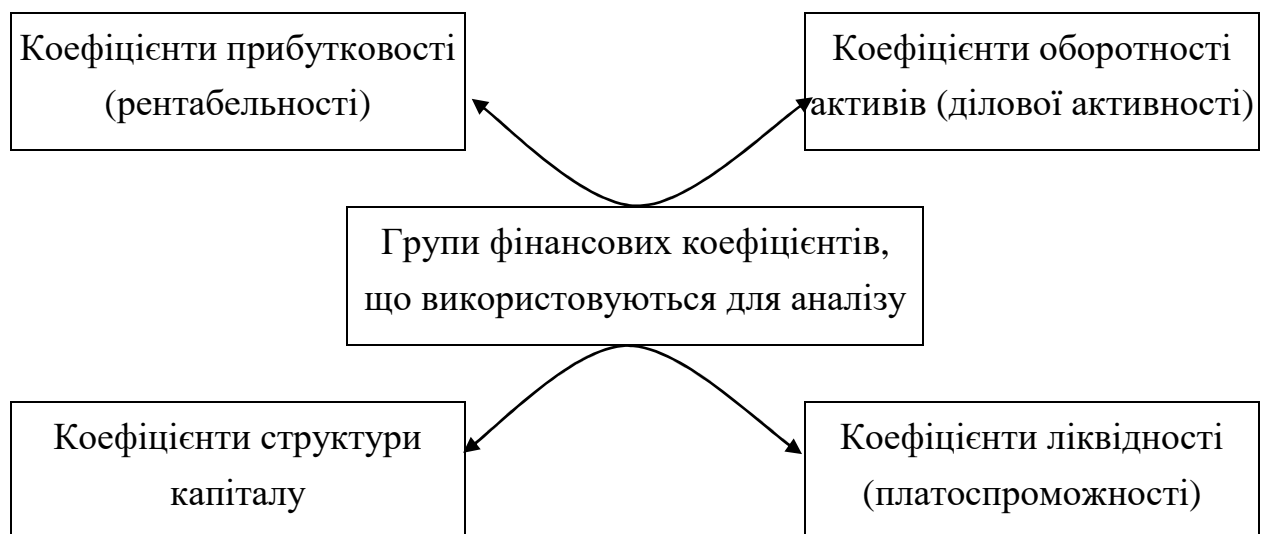 Коефіцієнти прибутковості
(рентабельності)
Коефіцієнти оборотності
активів (ділової активності)
Групи фінансових коефіцієнтів,
що використовуються для аналізу
Коефіцієнти структури
капіталу
Коефіцієнти ліквідності
(платоспроможності)